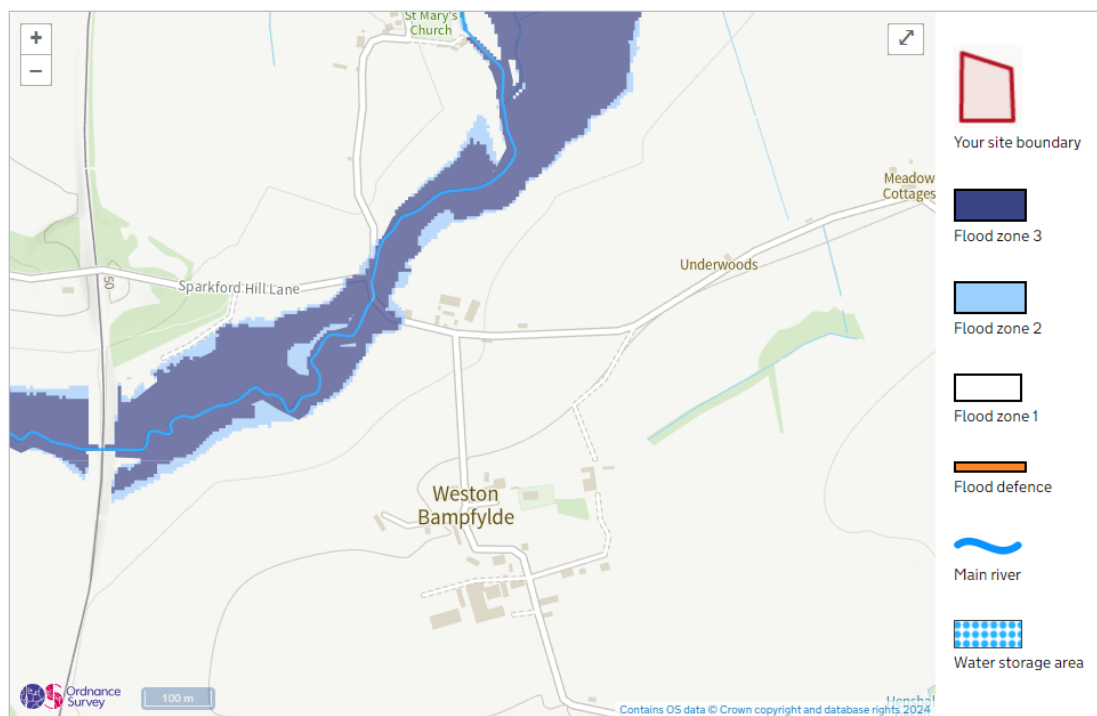 +
−
St Mary's
Church
Meadow
Cottages
Underwoods
Sparkford Hill Lane
50
Weston
Bampfylde
Ordnance
Survey
100 m
Contains OS data © Crown copyright and database rights 2024
Your site boundary
Flood zone 3
Flood zone 2
Flood zone 1
Flood defence
Main river
Water storage area